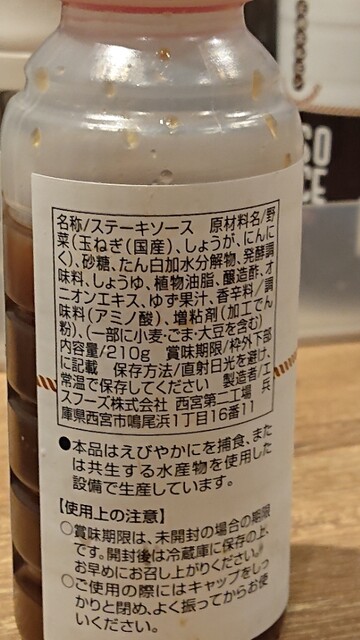 名称/ステーキソース 原材料名/野
菜(玉ねぎ(国産)、しょうが、にんに
く)、砂糖、たん白加水分解物、発酵調
味料、しょうゆ、植物油脂、醸造酢、オ
ニオンエキス、ゆず果汁、香辛料/調
味料(アミノ酸)、増粘剤(加工でん
粉)、(一部に小麦・ごま・大豆を含む)
内容量/210g 賞味期限/枠外下部
に記載 保存方法/直射日光を避け、
常温で保存してください 製造者/エ
スフーズ株式会社 西宮第二工場 兵
庫県西宮市鳴尾浜1丁目16番11
●本品はえびやかにを捕食、また
は共生する水産物を使用した
設備で生産しています。
【使用上の注意】
○賞味期限は、未開封の場合の期限
です。開封後は冷蔵庫に保存の上、
お早めにお召し上がりください。
○ご使用の際にはキャップをしっ
かりと閉め、よく振ってからお使
いください。